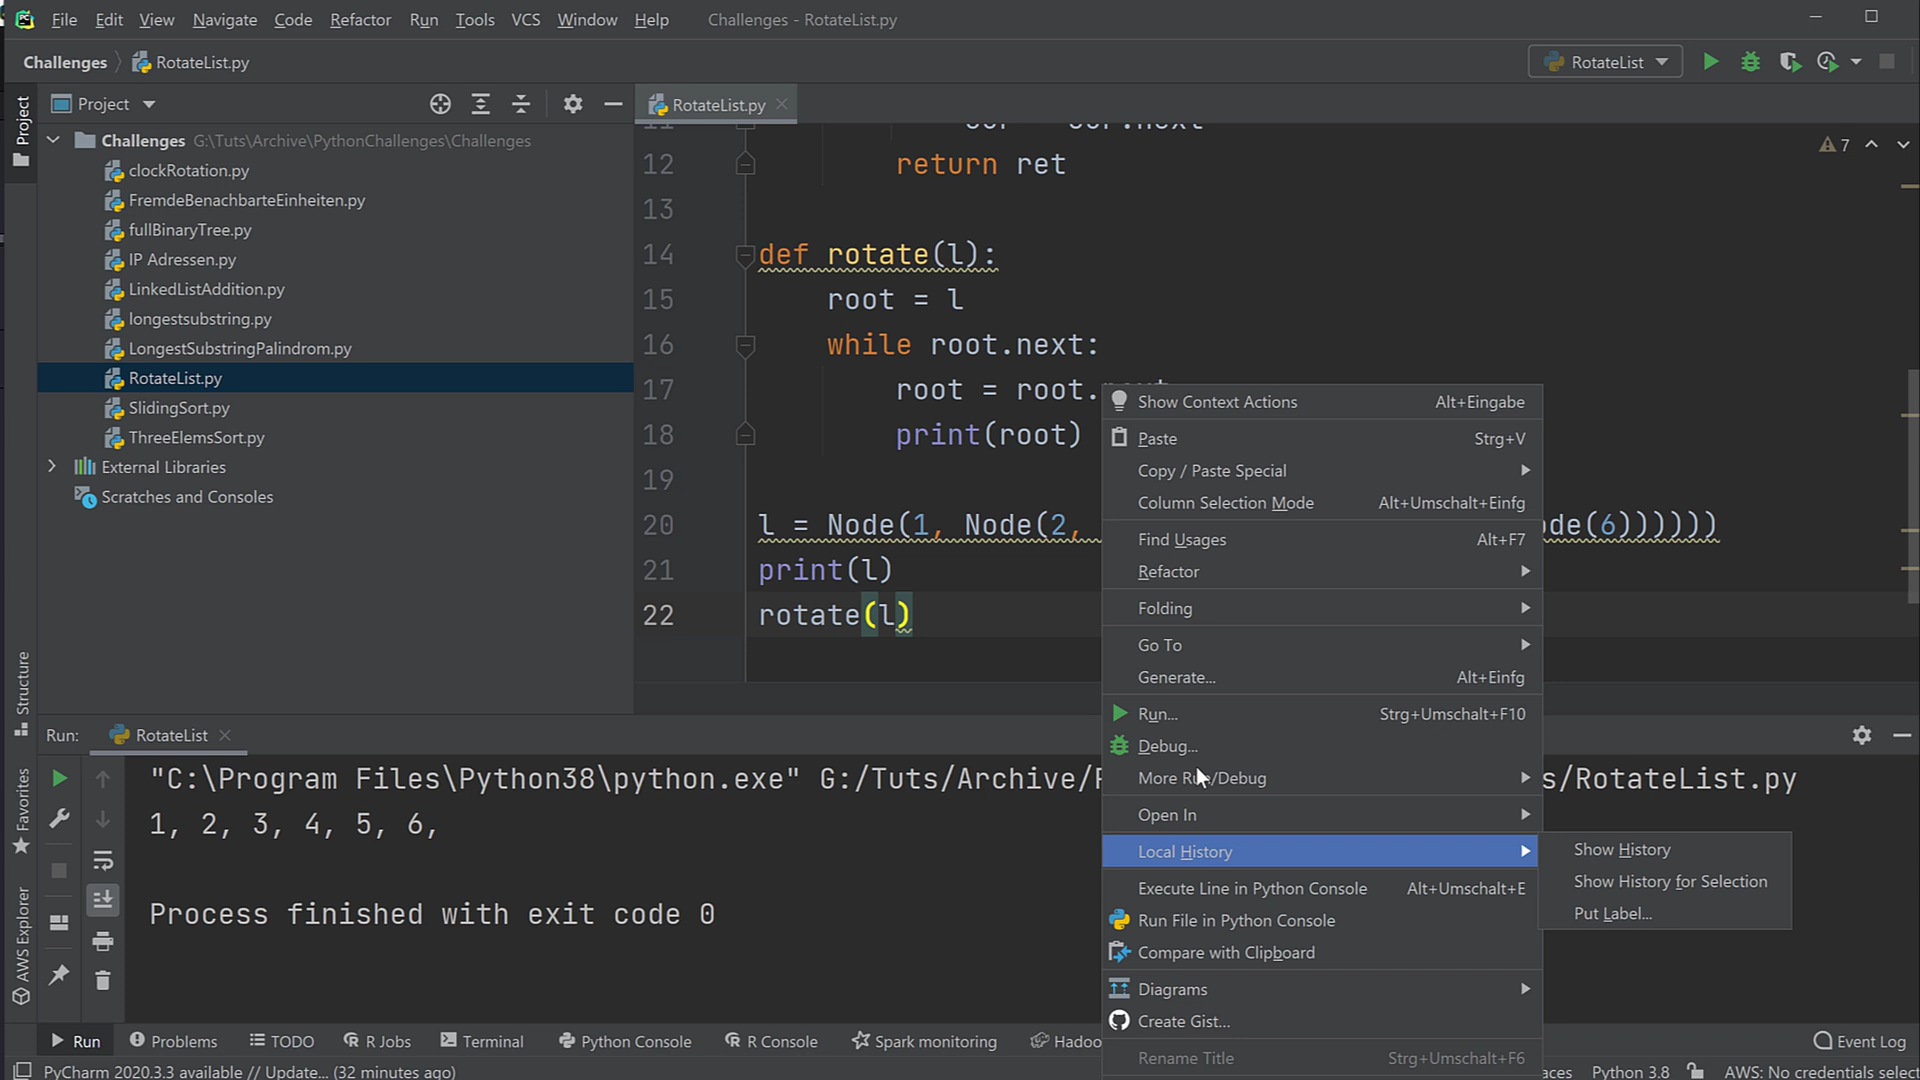 File Edit View Navigate Code Refactor Run Tools VCS Window Help Challenges - RotateList.py
Challenges RotateList.py RotateList
Project
Project
RotateList.py
Challenges G:\Tuts\Archive\PythonChallenges\Challenges
clockRotation.py
FremdeBenachbarteEinheiten.py
fullBinaryTree.py
IP Adressen.py
LinkedListAddition.py
longestsubstring.py
LongestSubstringPalindrom.py
RotateList.py
SlidingSort.py
ThreeElemsSort.py
External Libraries
Scratches and Consoles
7
12 return ret
13
14 def rotate(l):
15 root = l
16 while root.next:
17 root = root.
18 print(root)
19
20 l = Node(1, Node(2, de(6))))))
21 print(l)
22 rotate(l)
Show Context Actions Alt+Eingabe
Paste Strg+V
Copy / Paste Special
Column Selection Mode Alt+Umschalt+Einfg
Find Usages Alt+F7
Refactor
Folding
Go To
Generate... Alt+Einfg
Run... Strg+Umschalt+F10
Debug...
More Run/Debug
Open In
Local History
Execute Line in Python Console Alt+Umschalt+E
Run File in Python Console
Compare with Clipboard
Diagrams
Create Gist...
Rename Title Strg+Umschalt+F6
Show History
Show History for Selection
Put Label...
Structure
Favorites
AWS Explorer
Run: RotateList
"C:\Program Files\Python38\python.exe" G:/Tuts/Archive/ s/RotateList.py
1, 2, 3, 4, 5, 6,
Process finished with exit code 0
Run Problems TODO R Jobs Terminal Python Console R Console Spark monitoring Hadoo Event Log
PyCharm 2020.3.3 available // Update... (32 minutes ago) aces Python 3.8 AWS: No credentials select